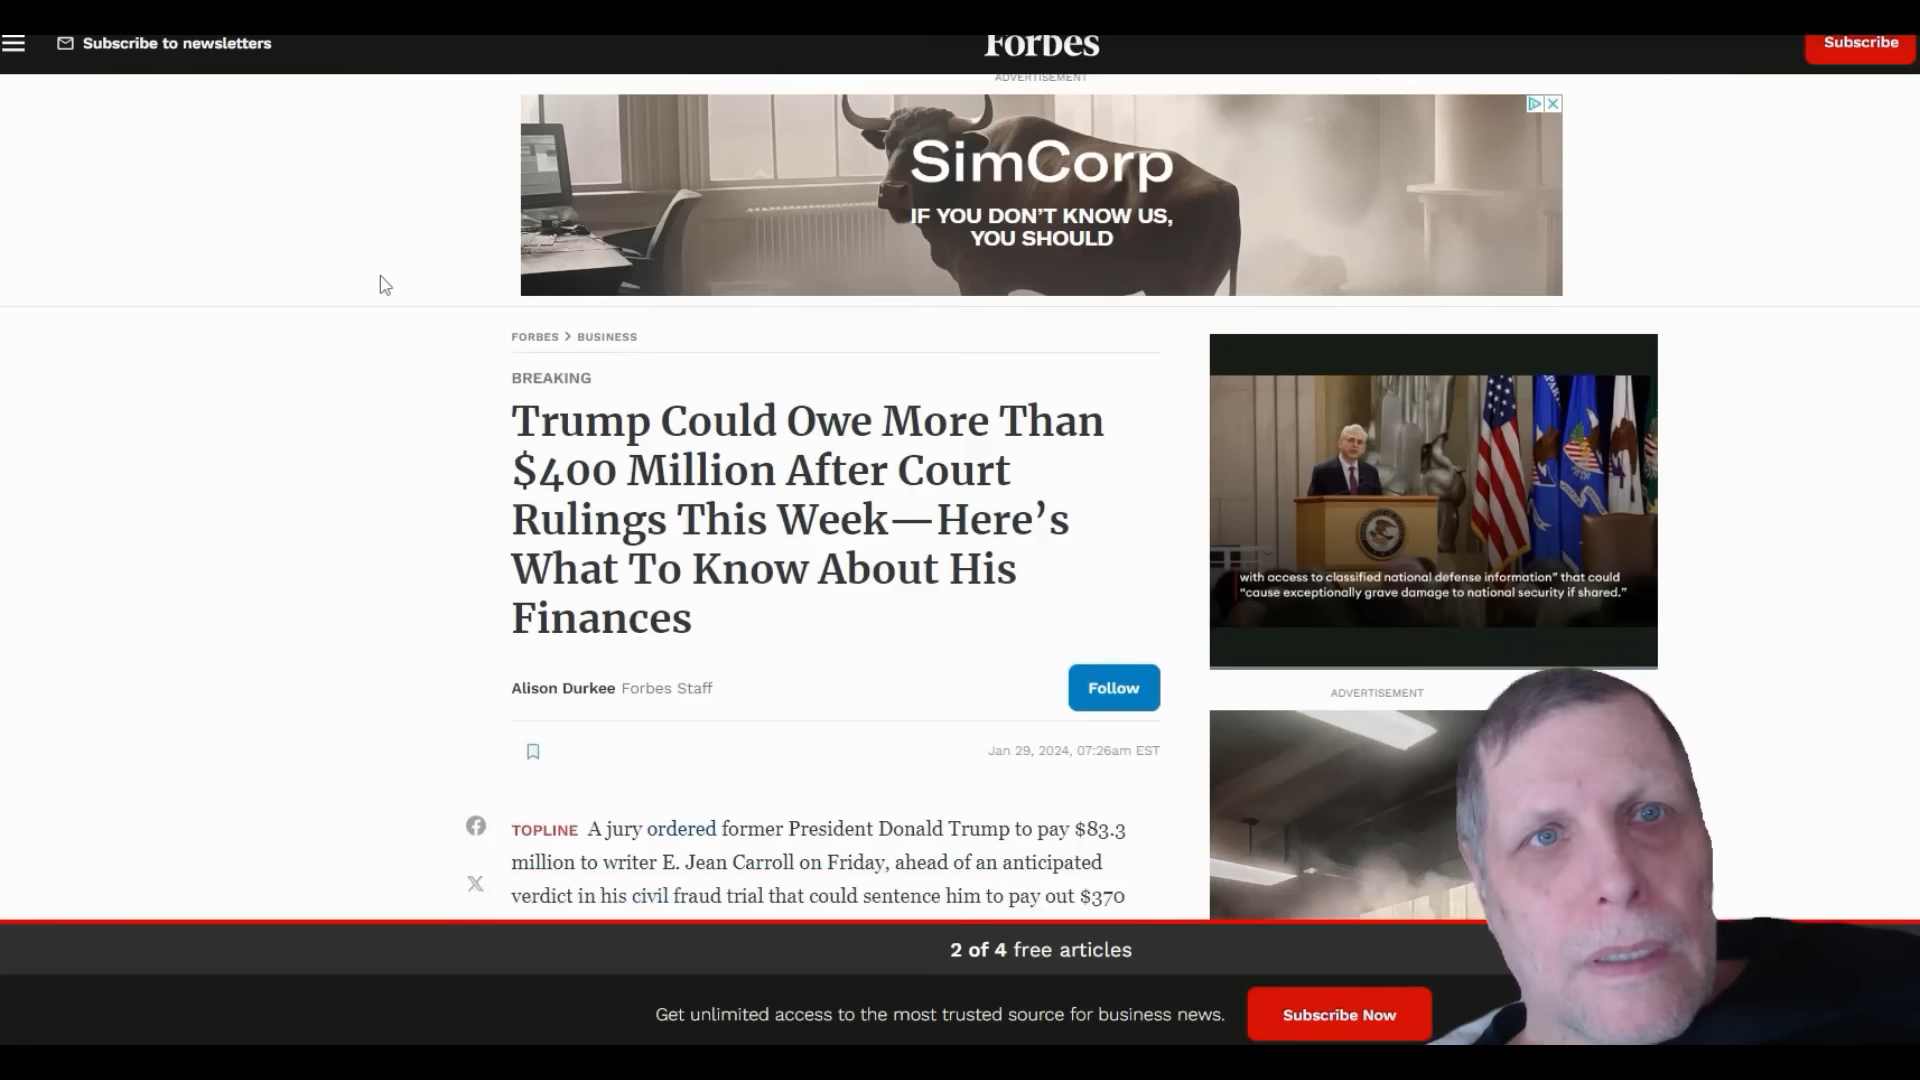 Subscribe to newsletters
Forbes
Subscribe
ADVERTISEMENT
SimCorp
IF YOU DON'T KNOW US,
YOU SHOULD
FORBES > BUSINESS
BREAKING
Trump Could Owe More Than
$400 Million After Court
Rulings This Week—Here's
What To Know About His
Finances
Alison Durkee Forbes Staff
Follow
Jan 29, 2024, 07:26am EST
TOPLINE A jury ordered former President Donald Trump to pay $83.3
million to writer E. Jean Carroll on Friday, ahead of an anticipated
verdict in his civil fraud trial that could sentence him to pay out $370
with access to classified national defense information" that could
"cause exceptionally grave damage to national security if shared."
ADVERTISEMENT
2 of 4 free articles
Get unlimited access to the most trusted source for business news.
Subscribe Now